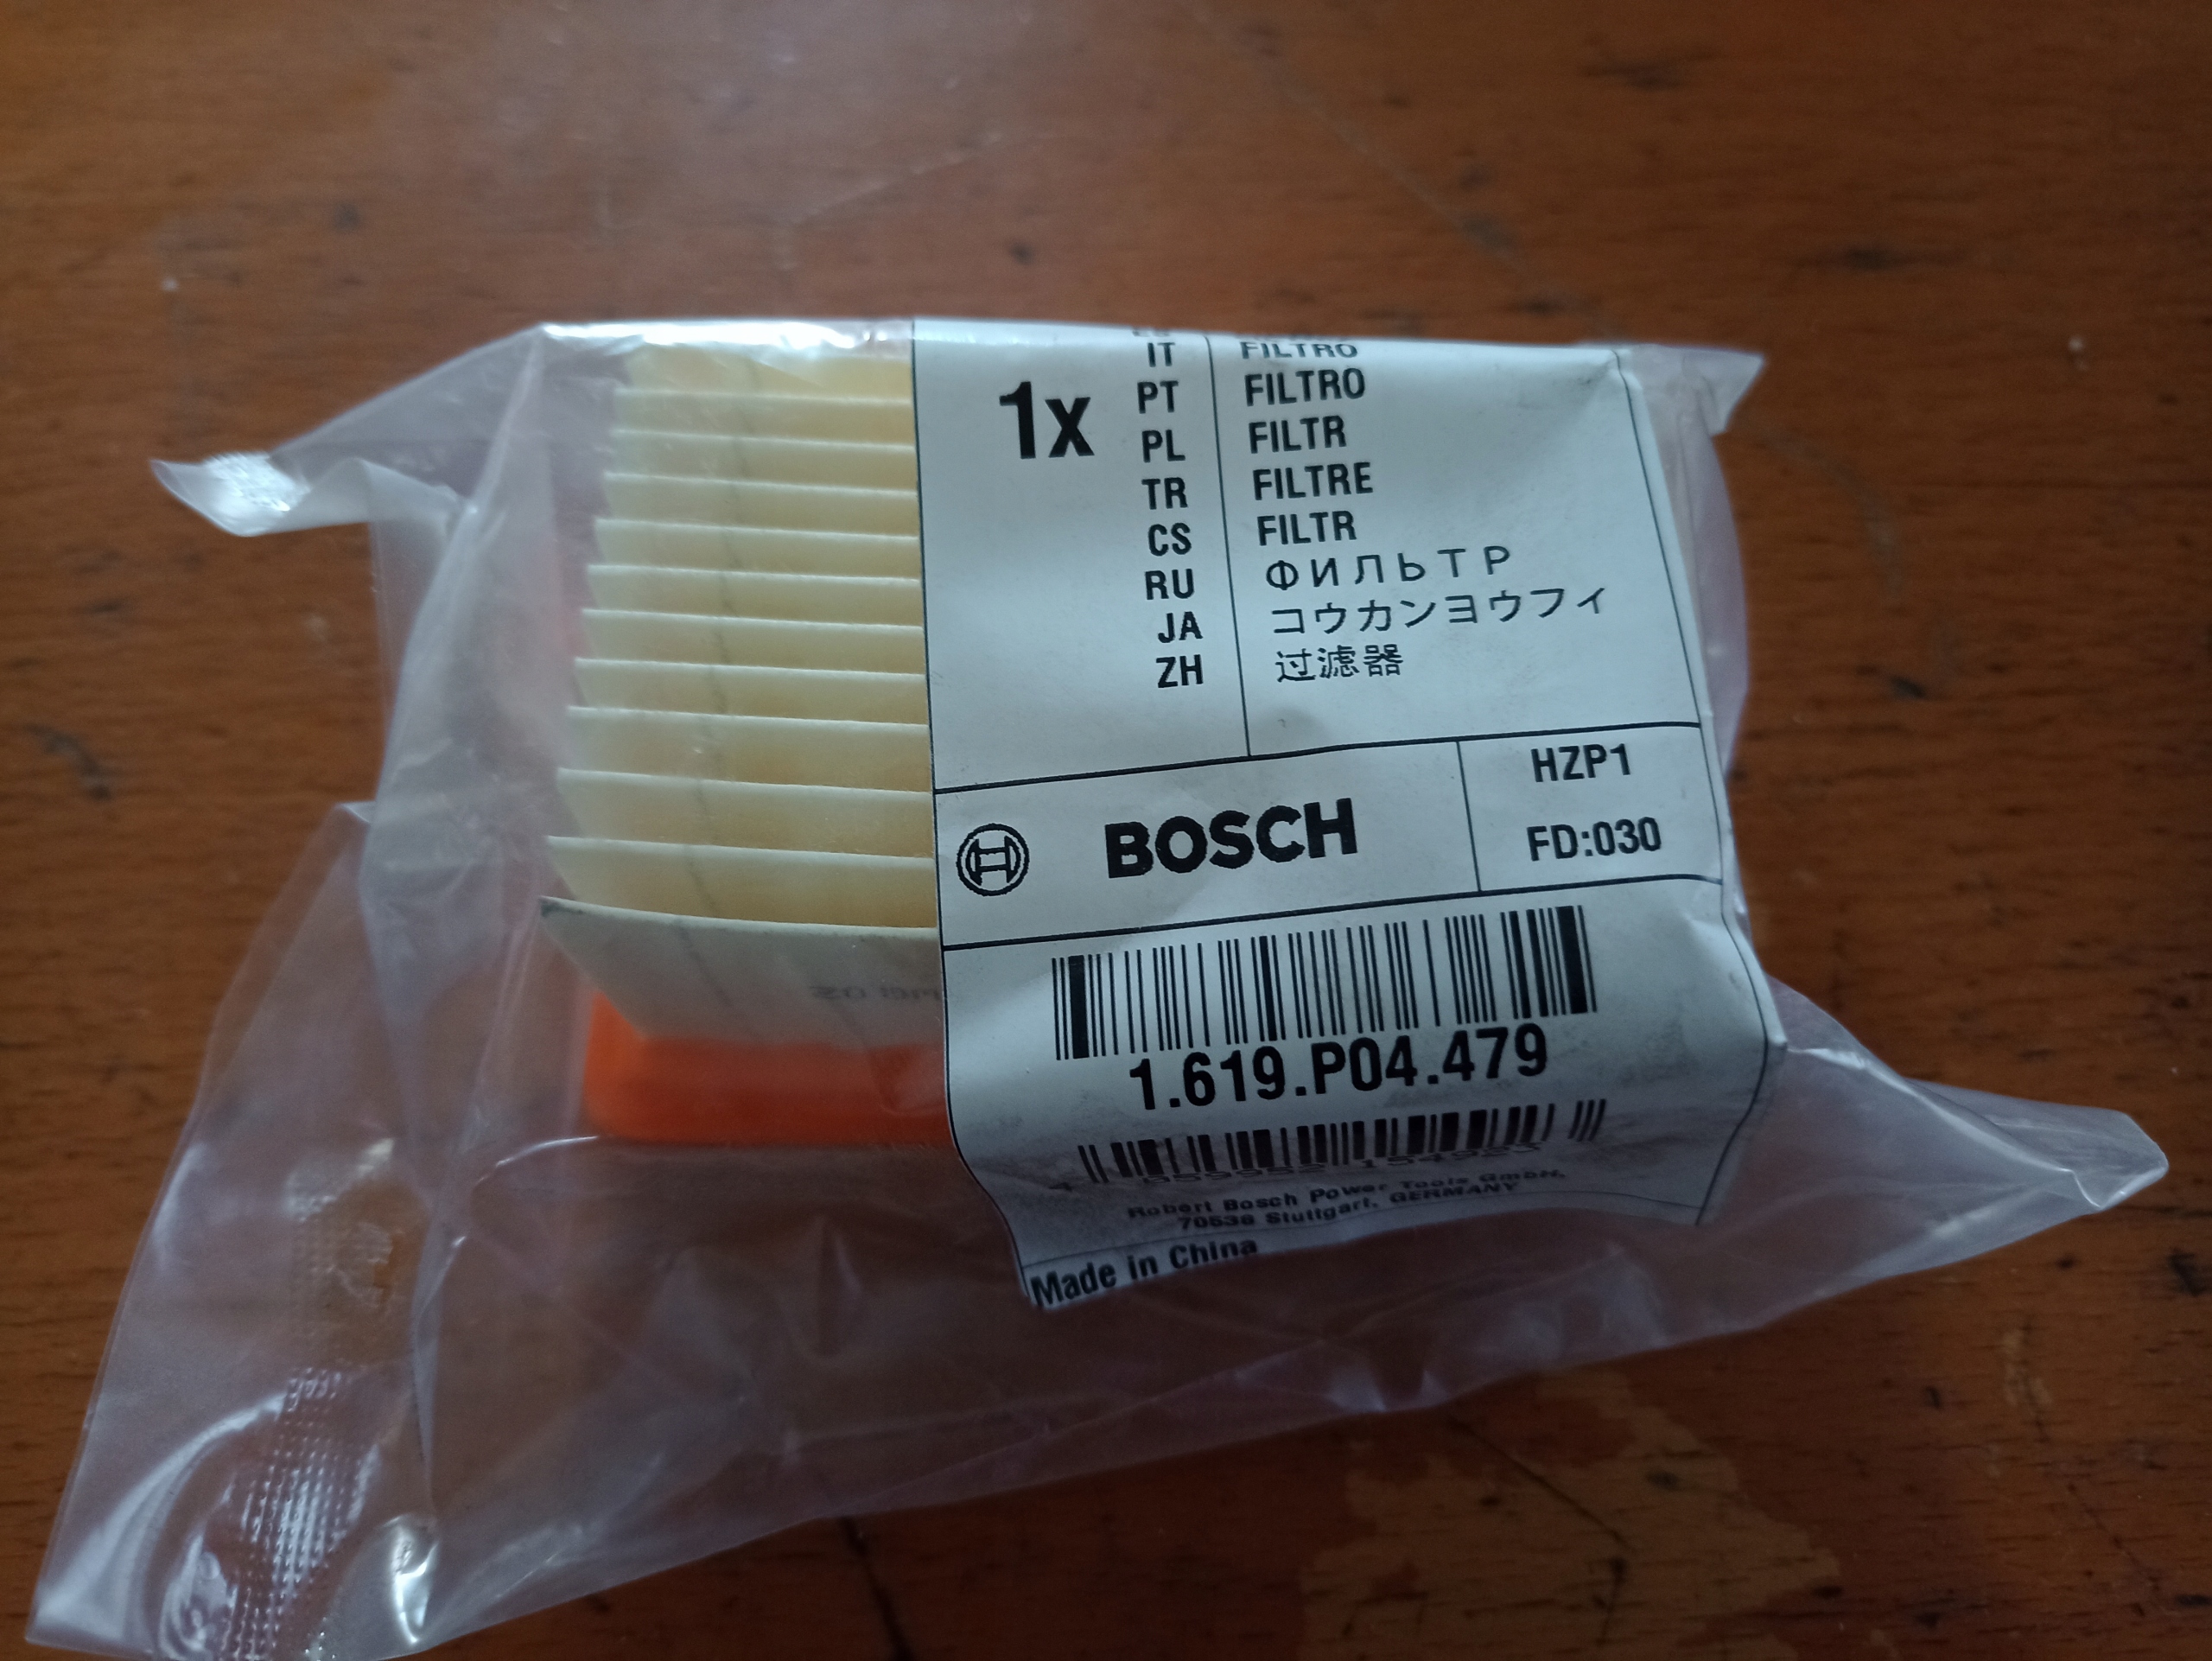 1x
IT FILTRO
PT FILTRO
PL FILTR
TR FILTRE
CS FILTR
RU ФИЛЬТР
JA コウカンヨウフィ
ZH 过滤器
BOSCH
HZP1
FD:030
1.619.P04.479
Robert Bosch Power Tools GmbH,
70538 Stuttgart, GERMANY
Made in China